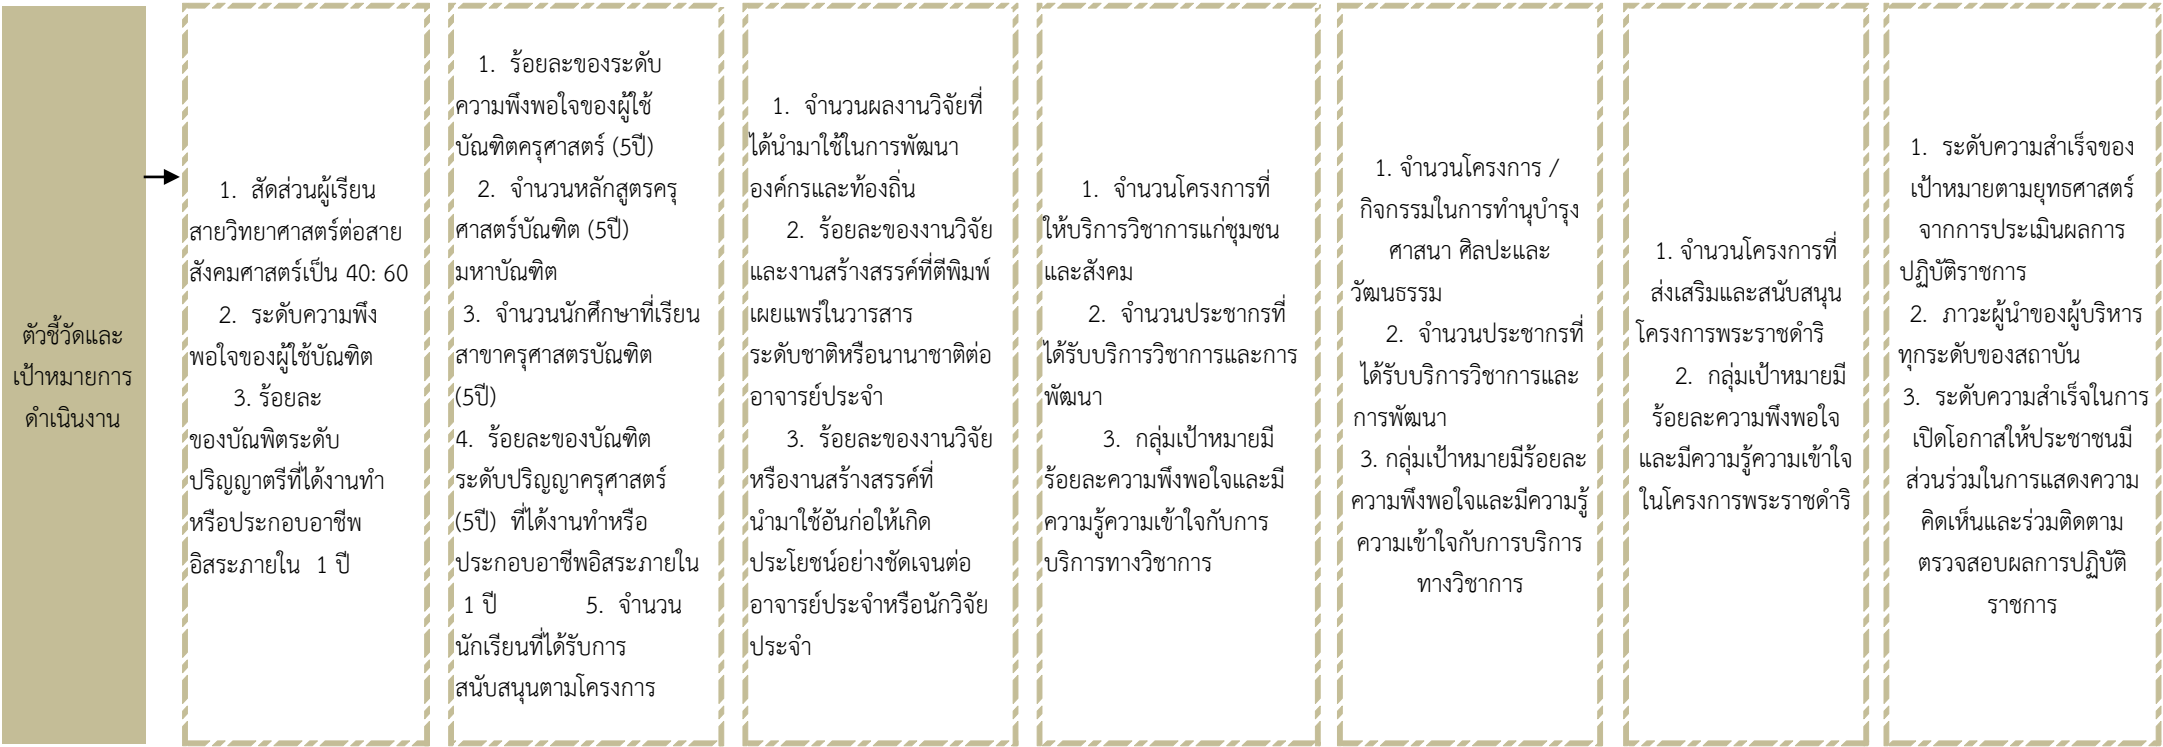 ตัวชี้วัดและ
เป้าหมายการ
ดำเนินงาน
1. สัดส่วนผู้เรียน
สายวิทยาศาสตร์ต่อสาย
สังคมศาสตร์เป็น 40: 60
2. ระดับความพึง
พอใจของผู้ใช้บัณฑิต
3. ร้อยละ
ของบัณฑิตระดับ
ปริญญาตรีที่ได้งานทำ
หรือประกอบอาชีพ
อิสระภายใน 1 ปี
1. ร้อยละของระดับ
ความพึงพอใจของผู้ใช้
บัณฑิตครุศาสตร์ (5ปี)
2. จำนวนหลักสูตรครุ
ศาสตร์บัณฑิต (5ปี)
มหาบัณฑิต
3. จำนวนนักศึกษาที่เรียน
สาขาครุศาสตรบัณฑิต
(5ปี)
4. ร้อยละของบัณฑิต
ระดับปริญญาครุศาสตร์
(5ปี) ที่ได้งานทำหรือ
ประกอบอาชีพอิสระภายใน
1 ปี 5. จำนวน
นักเรียนที่ได้รับการ
สนับสนุนตามโครงการ
1. จำนวนผลงานวิจัยที่
ได้นำมาใช้ในการพัฒนา
องค์กรและท้องถิ่น
2. ร้อยละของงานวิจัย
และงานสร้างสรรค์ที่ตีพิมพ์
เผยแพร่ในวารสาร
ระดับชาติหรือนานาชาติต่อ
อาจารย์ประจำ
3. ร้อยละของงานวิจัย
หรืองานสร้างสรรค์ที่
นำมาใช้อันก่อให้เกิด
ประโยชน์อย่างชัดเจนต่อ
อาจารย์ประจำหรือนักวิจัย
ประจำ
1. จำนวนโครงการที่
ให้บริการวิชาการแก่ชุมชน
และสังคม
2. จำนวนประชากรที่
ได้รับบริการวิชาการและการ
พัฒนา
3. กลุ่มเป้าหมายมี
ร้อยละความพึงพอใจและมี
ความรู้ความเข้าใจกับการ
บริการทางวิชาการ
1. จำนวนโครงการ /
กิจกรรมในการทำนุบำรุง
ศาสนา ศิลปะและ
วัฒนธรรม
2. จำนวนประชากรที่
ได้รับบริการวิชาการและ
การพัฒนา
3. กลุ่มเป้าหมายมีร้อยละ
ความพึงพอใจและมีความรู้
ความเข้าใจกับการบริการ
ทางวิชาการ
1. จำนวนโครงการที่
ส่งเสริมและสนับสนุน
โครงการพระราชดำริ
2. กลุ่มเป้าหมายมี
ร้อยละความพึงพอใจ
และมีความรู้ความเข้าใจ
ในโครงการพระราชดำริ
1. ระดับความสำเร็จของ
เป้าหมายตามยุทธศาสตร์
จากการประเมินผลการ
ปฏิบัติราชการ
2. ภาวะผู้นำของผู้บริหาร
ทุกระดับของสถาบัน
3. ระดับความสำเร็จในการ
เปิดโอกาสให้ประชาชนมี
ส่วนร่วมในการแสดงความ
คิดเห็นและร่วมติดตาม
ตรวจสอบผลการปฏิบัติ
ราชการ